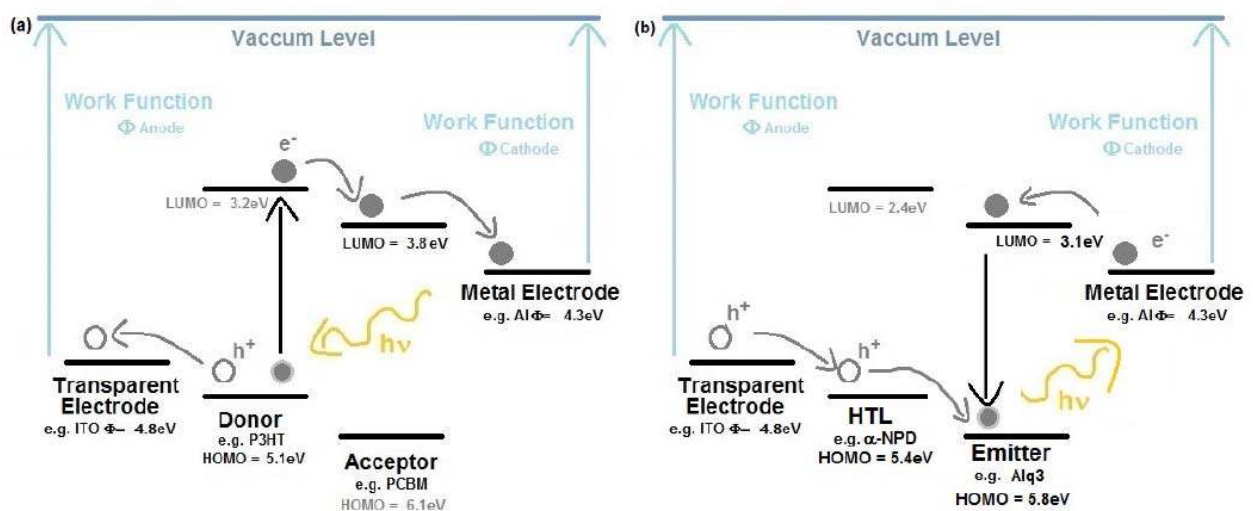 (a)
Vaccum Level
Work Function
Φ Anode
Work Function
Φ Cathode
e-
LUMO = 3.2eV
LUMO = 3.8eV
Metal Electrode
e.g. Al Φ= 4.3eV
hν
h+
Transparent
Electrode
e.g. ITO Φ= 4.8eV
Donor
e.g. P3HT
HOMO = 5.1eV
Acceptor
e.g. PCBM
HOMO = 6.1eV
(b)
Vaccum Level
Work Function
Φ Anode
Work Function
Φ Cathode
LUMO = 2.4eV
LUMO = 3.1eV
e-
Metal Electrode
e.g. Al Φ= 4.3eV
h+
h+
hν
Transparent
Electrode
e.g. ITO Φ= 4.8eV
HTL
e.g. α-NPD
HOMO = 5.4eV
Emitter
e.g. Alq3
HOMO = 5.8eV